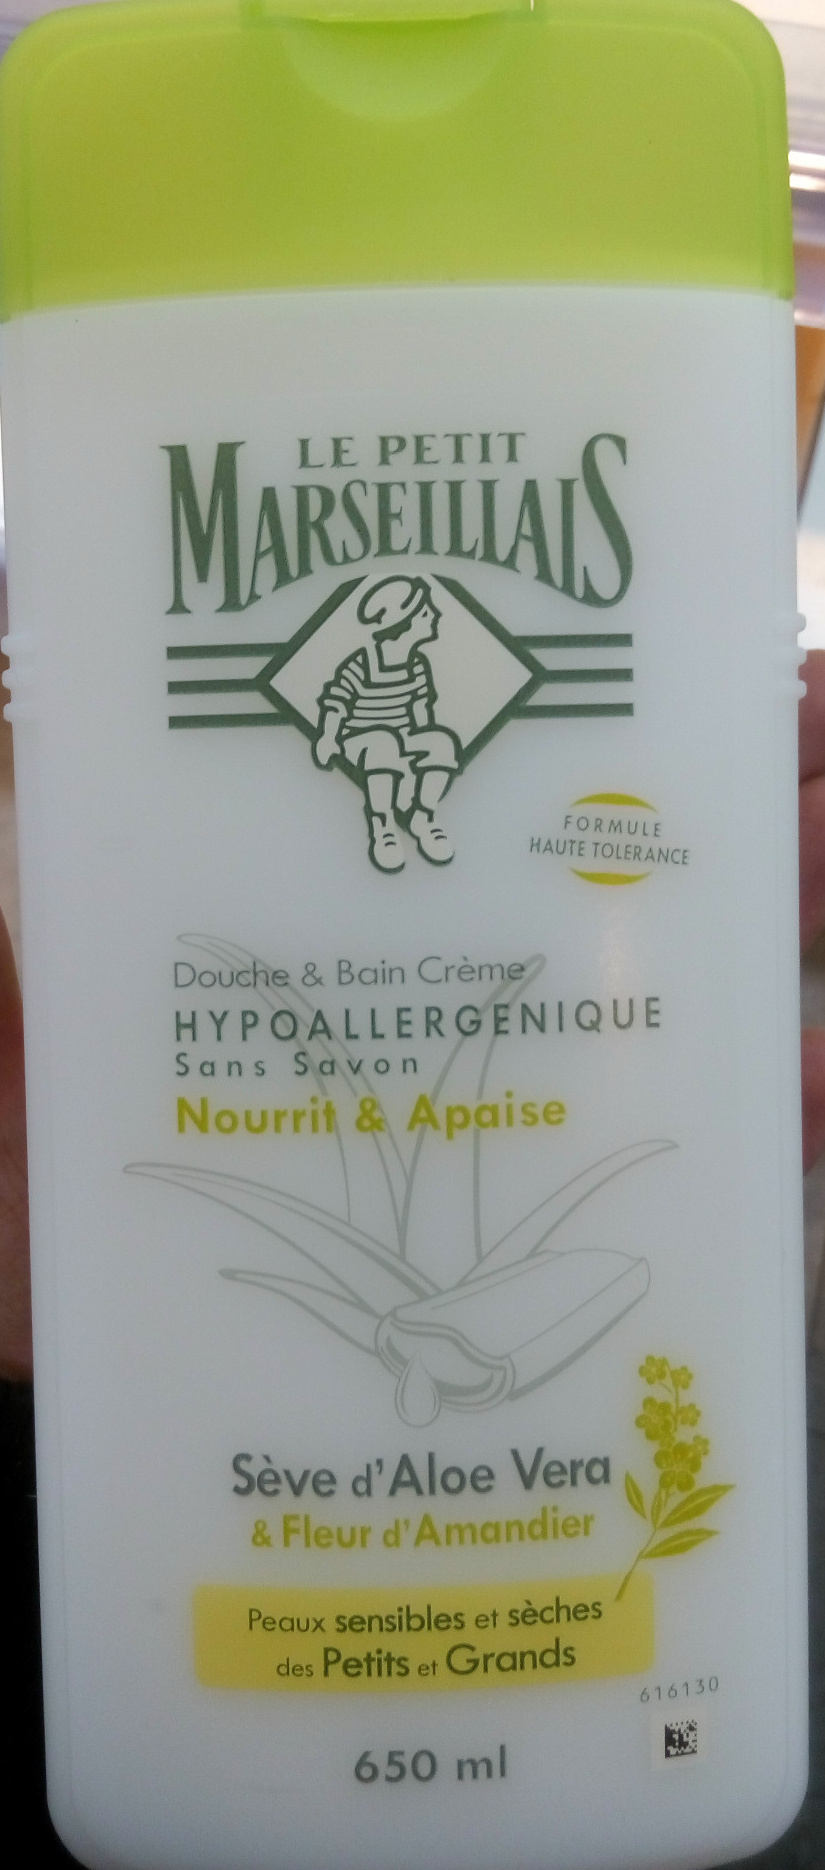 LE PETIT
MARSEILLAIS
FORMULE
HAUTE TOLERANCE
Douche & Bain Crème
HYPOALLERGENIQUE
Sans Savon
Nourrit & Apaise
Sève d'Aloe Vera
& Fleur d'Amandier
Peaux sensibles et sèches
des Petits et Grands
616130
650 ml